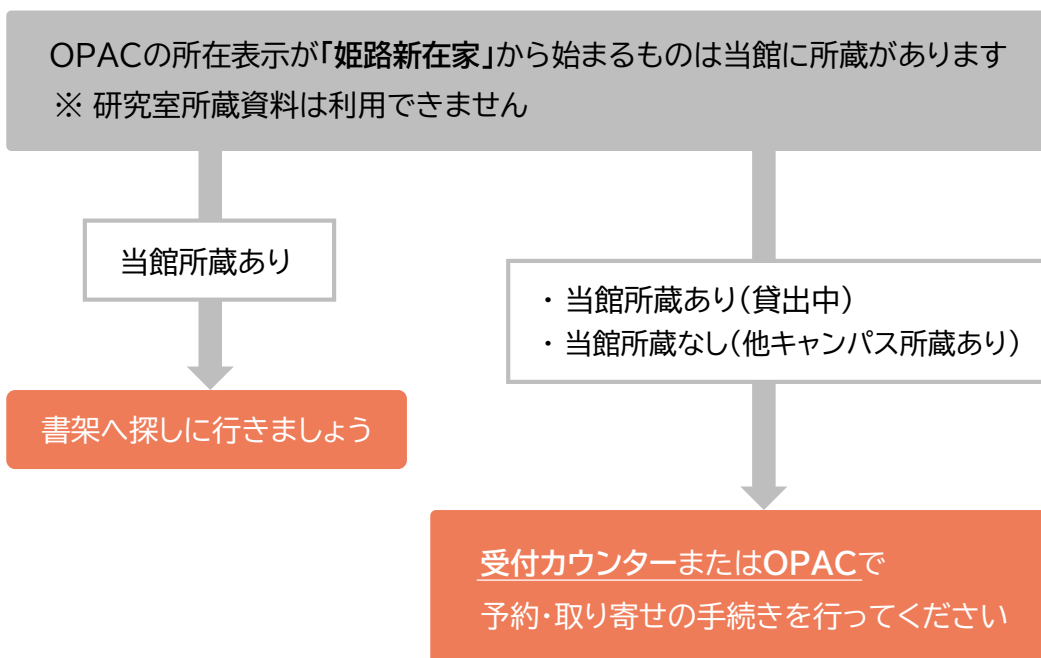 OPACの所在表示が「姫路新在家」から始まるものは当館に所蔵があります
※ 研究室所蔵資料は利用できません
当館所蔵あり
・ 当館所蔵あり（貸出中）
・ 当館所蔵なし（他キャンパス所蔵あり）
書架へ探しに行きましょう
受付カウンターまたはOPACで
予約・取り寄せの手続きを行ってください